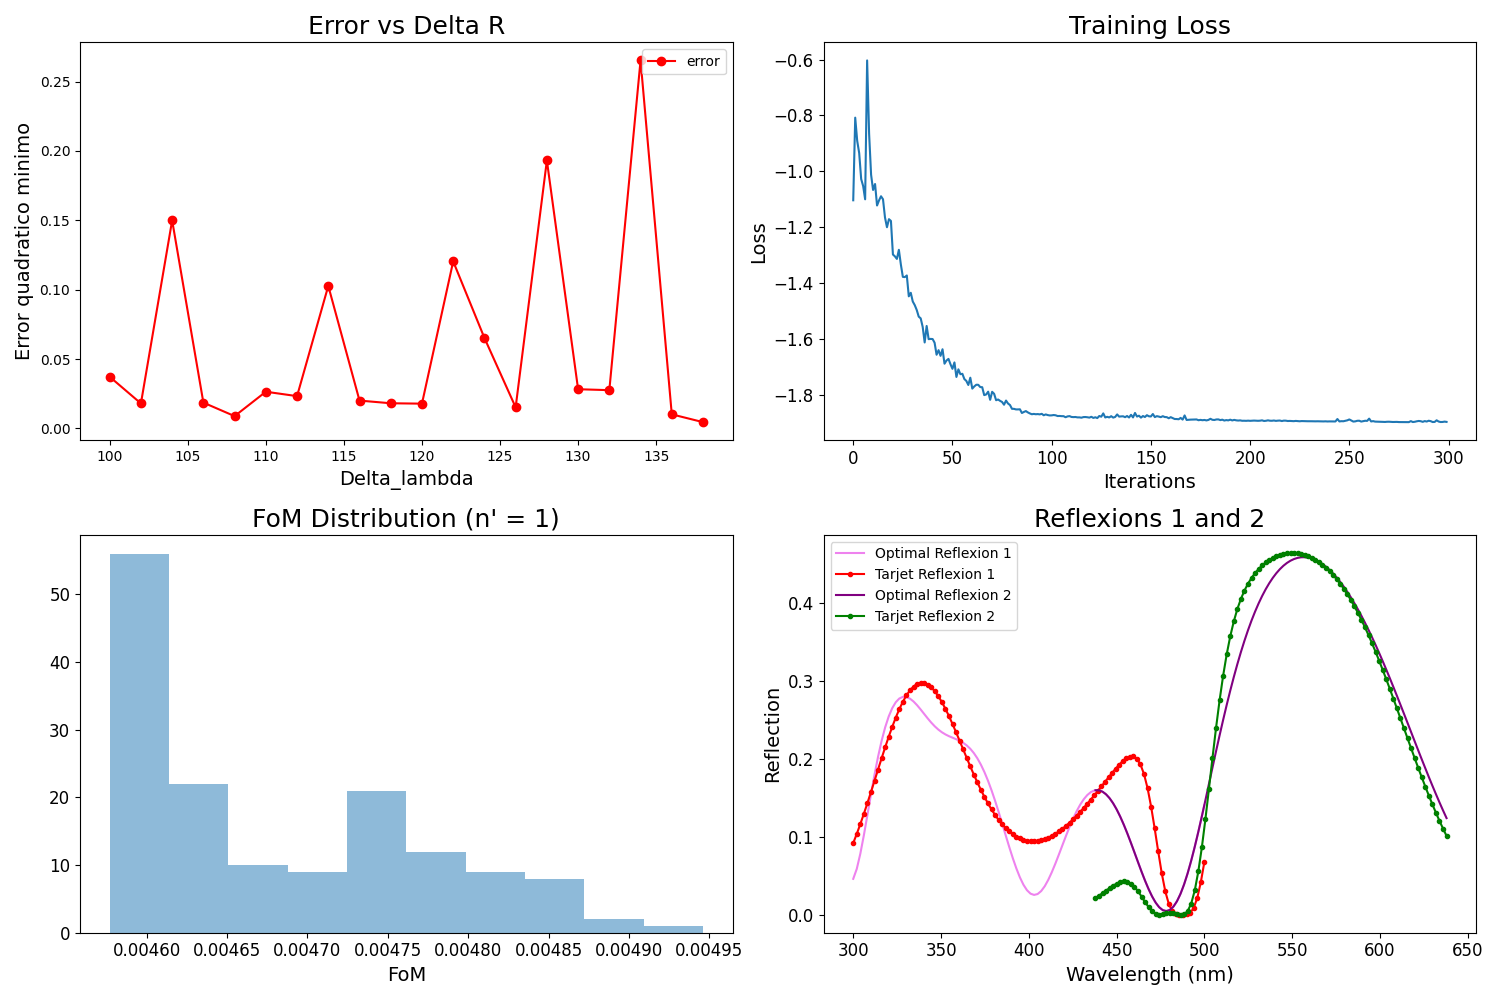 Error vs Delta R
error
Error quadratico minimo
0.25
0.20
0.15
0.10
0.05
0.00
100 105 110 115 120 125 130 135
Delta_lambda
Training Loss
Loss
−0.6
−0.8
−1.0
−1.2
−1.4
−1.6
−1.8
0 50 100 150 200 250 300
Iterations
FoM Distribution (n' = 1)
50
40
30
20
10
0
0.00460 0.00465 0.00470 0.00475 0.00480 0.00485 0.00490 0.00495
FoM
Reflexions 1 and 2
Optimal Reflexion 1
Tarjet Reflexion 1
Optimal Reflexion 2
Tarjet Reflexion 2
Reflection
0.4
0.3
0.2
0.1
0.0
300 350 400 450 500 550 600 650
Wavelength (nm)